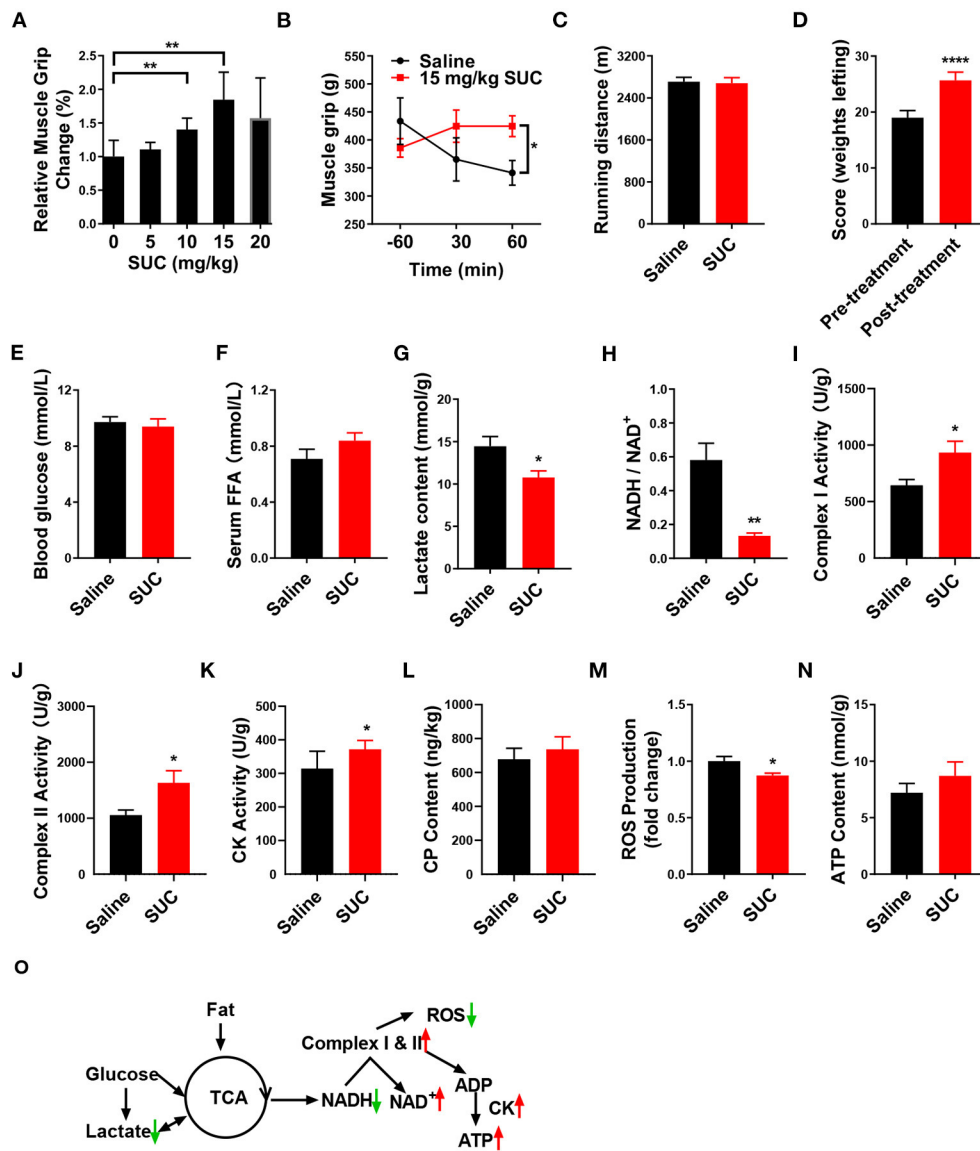 A
Relative Muscle Grip
Change (%)
2.5
2.0
1.5
1.0
0.5
0.0
**
**
0 5 10 15 20
SUC (mg/kg)
B
Muscle grip (g)
450
400
350
300
250
Saline
15 mg/kg SUC
*
-60 30 60
Time (min)
C
Running distance (m)
3200
2400
1600
800
0
Saline
SUC
D
Score (weights lefting)
30
20
10
0
****
Pre-treatment
Post-treatment
E
Blood glucose (mmol/L)
12
9
6
3
0
Saline
SUC
F
Serum FFA (mmol/L)
1.2
0.8
0.4
0.0
Saline
SUC
G
Lactate content (mmol/g)
20
15
10
5
0
*
Saline
SUC
H
NADH / NAD+
0.8
0.6
0.4
0.2
0.0
**
Saline
SUC
I
Complex I Activity (U/g)
1500
1000
500
0
*
Saline
SUC
J
Complex II Activity (U/g)
3000
2000
1000
0
*
Saline
SUC
K
CK Activity (U/g)
500
400
300
200
100
0
*
Saline
SUC
L
CP Content (ng/kg)
1000
800
600
400
200
0
Saline
SUC
M
ROS Production
(fold change)
1.5
1.0
0.5
0.0
*
Saline
SUC
N
ATP Content (nmol/g)
15
10
5
0
Saline
SUC
O
Fat
ROS
Complex I & II
Glucose
TCA
ADP
NADH
NAD+
CK
Lactate
ATP